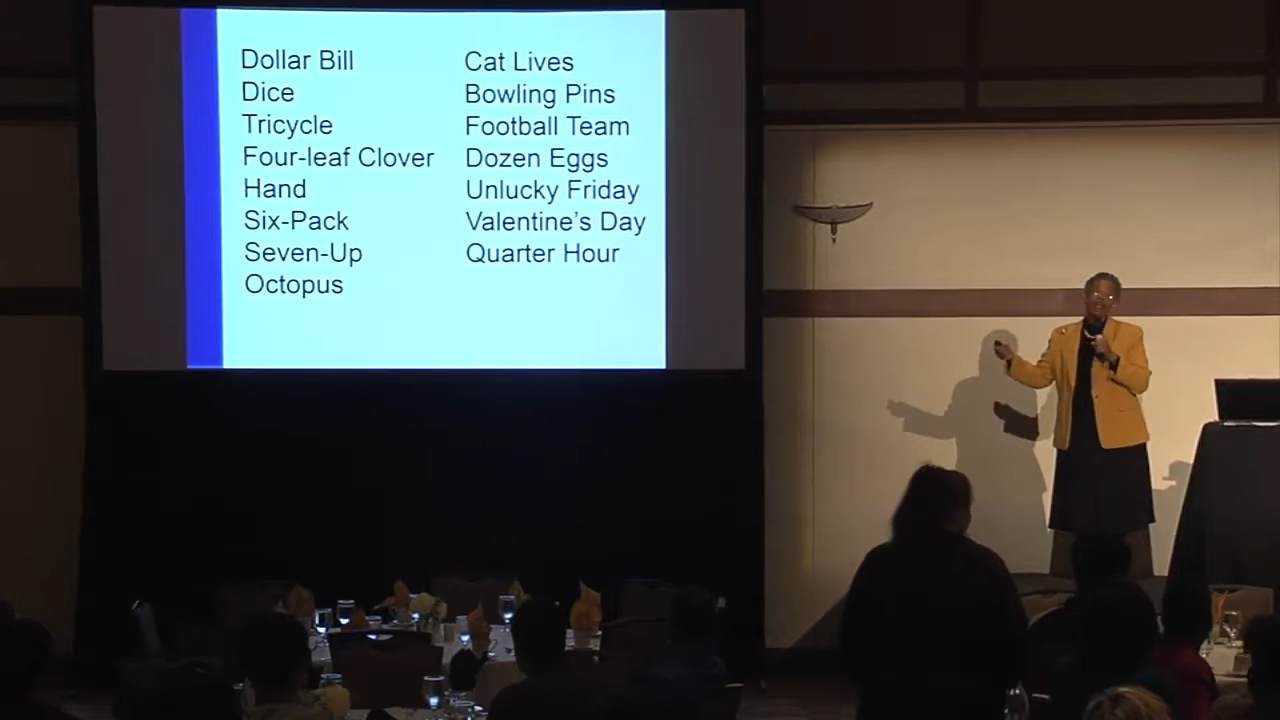 Dollar Bill
Dice
Tricycle
Four-leaf Clover
Hand
Six-Pack
Seven-Up
Octopus
Cat Lives
Bowling Pins
Football Team
Dozen Eggs
Unlucky Friday
Valentine's Day
Quarter Hour